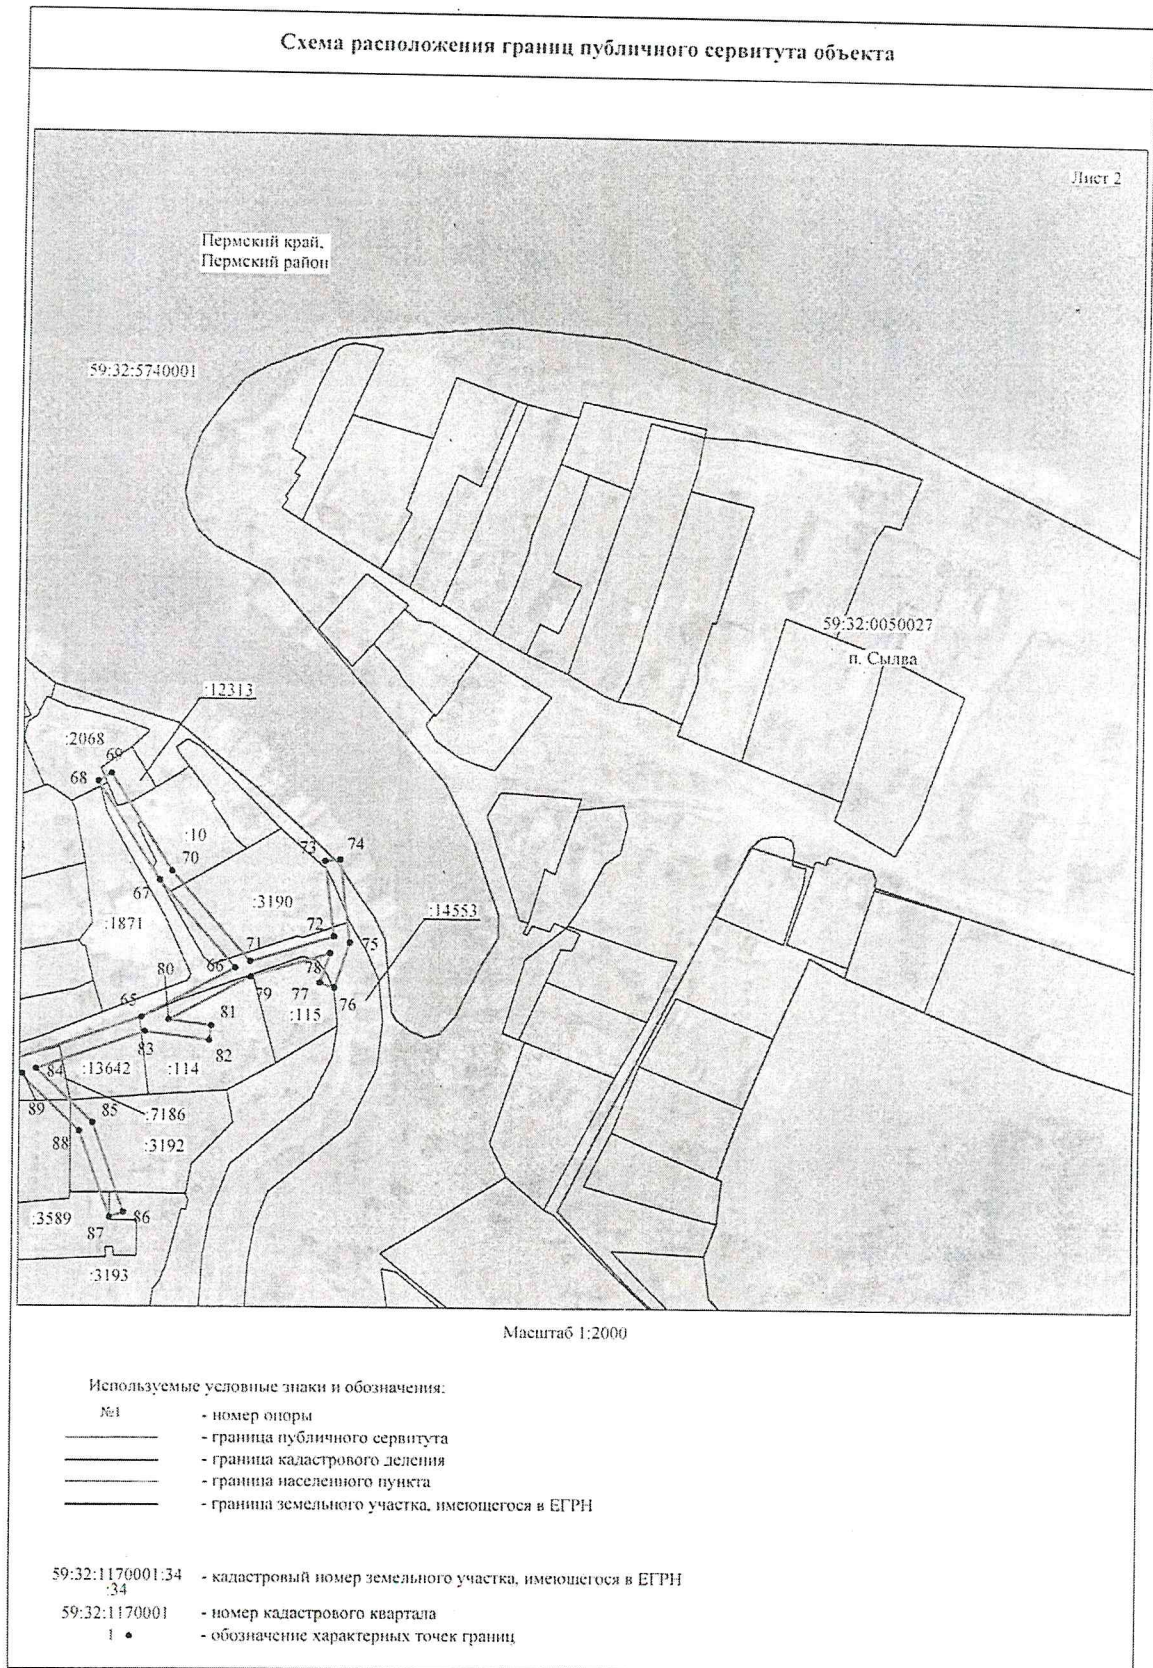 Схема расположения границ публичного сервитута объекта
Лист 2
Пермский край,
Пермский район
59:32:5740001
59:32:0050027
п. Сылва
:12313
:2068
69
68
:10
70
73
74
67
:3190
:14553
:1871
72
71
75
80
66
78
79
77
76
65
81
:115
83
82
84
:13642
:114
89
85
:7186
88
:3192
:3589
86
87
:3193
Масштаб 1:2000
Используемые условные знаки и обозначения:
№1 - номер опоры
- граница публичного сервитута
- граница кадастрового деления
- граница населенного пункта
- граница земельного участка, имеющегося в ЕГРН
59:32:1170001:34 - кадастровый номер земельного участка, имеющегося в ЕГРН
:34
59:32:1170001 - номер кадастрового квартала
1 - обозначение характерных точек границ